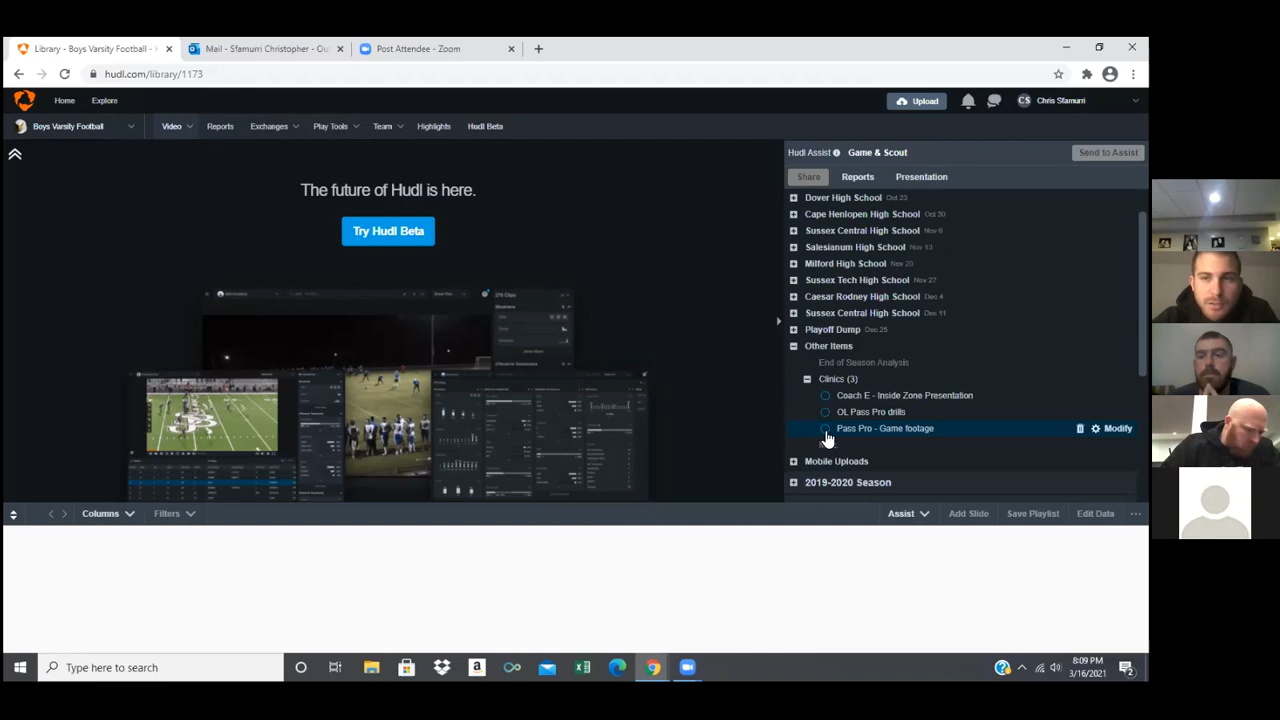 Library - Boys Varsity Football -
Mail - Sfamurri Christopher - Ou
Post Attendee - Zoom
hudl.com/library/1173
Home
Explore
Upload
CS
Chris Sfamurri
Boys Varsity Football
Video
Reports
Exchanges
Play Tools
Team
Highlights
Hudl Beta
The future of Hudl is here.
Try Hudl Beta
Hudl Assist
Game & Scout
Send to Assist
Share
Reports
Presentation
Dover High School Oct 23
Cape Henlopen High School Oct 30
Sussex Central High School Nov 6
Salesianum High School Nov 13
Milford High School Nov 20
Sussex Tech High School Nov 27
Caesar Rodney High School Dec 4
Sussex Central High School Dec 11
Playoff Dump Dec 25
Other Items
End of Season Analysis
Clinics (3)
Coach E - Inside Zone Presentation
OL Pass Pro drills
Pass Pro - Game footage
Modify
Mobile Uploads
2019-2020 Season
Columns
Filters
Assist
Add Slide
Save Playlist
Edit Data
Type here to search
8:09 PM
3/16/2021
2